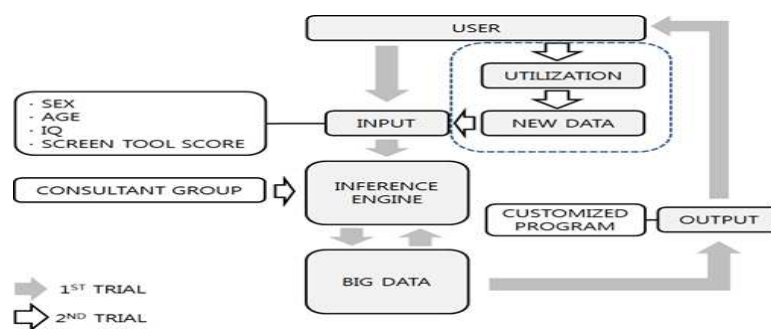 USER
UTILIZATION
· SEX
· AGE
· IQ
· SCREEN TOOL SCORE
INPUT
NEW DATA
CONSULTANT GROUP
INFERENCE
ENGINE
CUSTOMIZED
PROGRAM
OUTPUT
BIG DATA
1ST TRIAL
2ND TRIAL